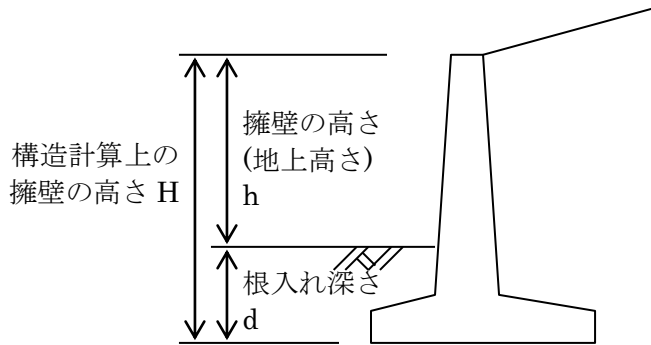 構造計算上の
擁壁の高さ H
擁壁の高さ
(地上高さ)
h
根入れ深さ
d